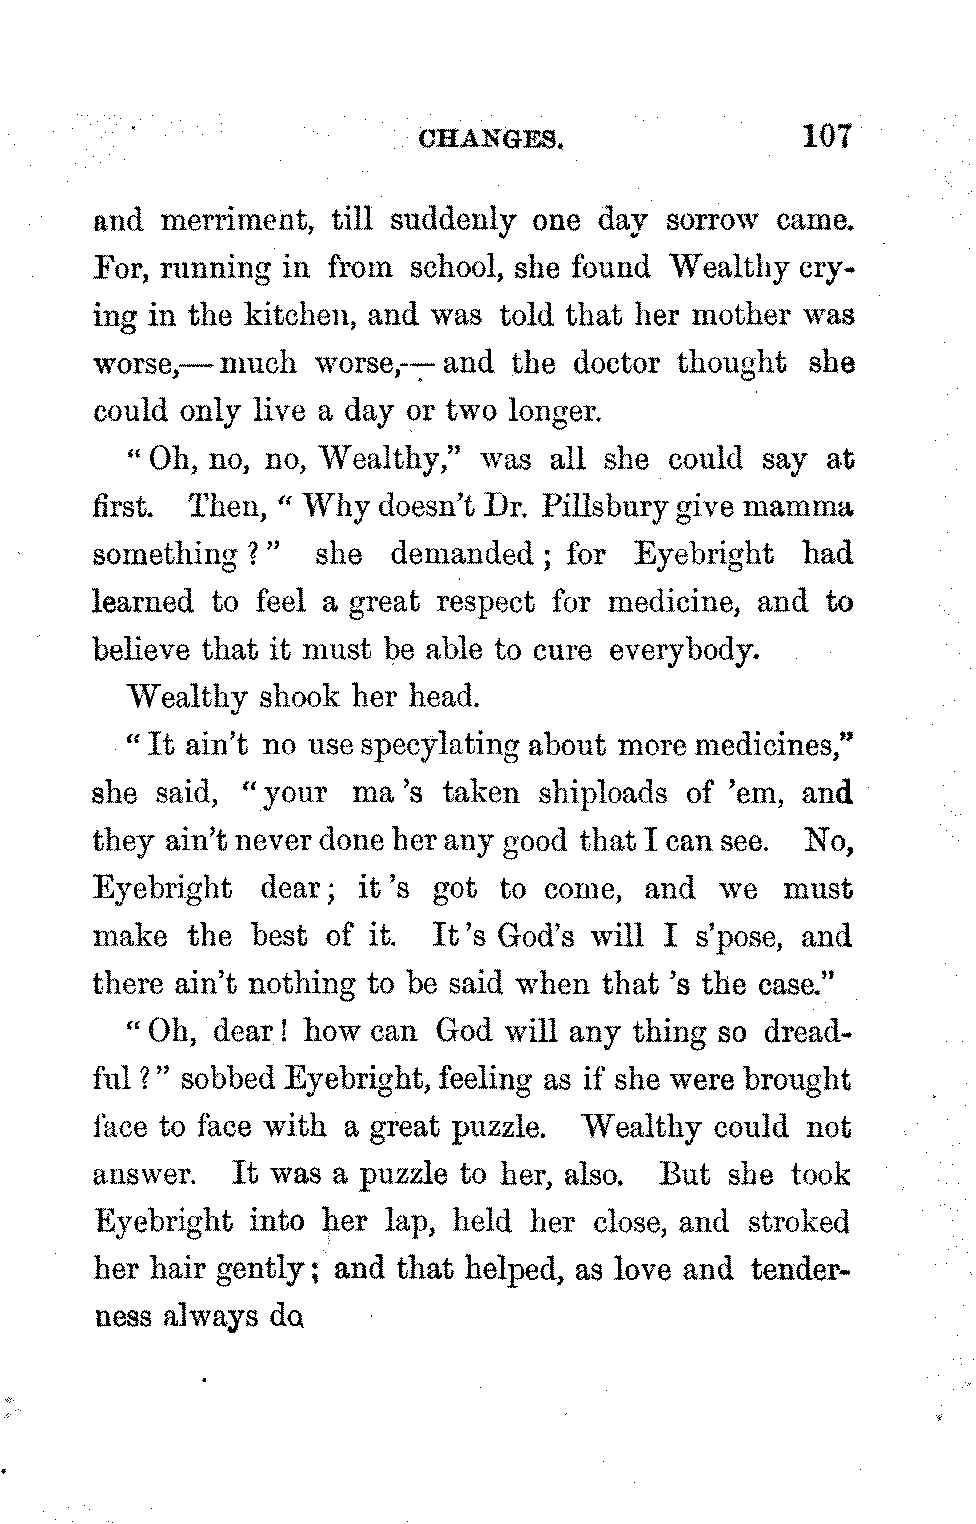 CHANGES. 107
and merriment, till suddenly one day sorrow came.
For, running in from school, she found Wealthy cry-
ing in the kitchen, and was told that her mother was
worse,— much worse,— and the doctor thought she
could only live a day or two longer.
“ Oh, no, no, Wealthy,” was all she could say at
first. Then, “ Why doesn't Dr. Pillsbury give mamma
something ? ” she demanded ; for Eyebright had
learned to feel a great respect for medicine, and to
believe that it must be able to cure everybody.
Wealthy shook her head.
“ It ain't no use specylating about more medicines,”
she said, “ your ma 's taken shiploads of 'em, and
they ain't never done her any good that I can see. No,
Eyebright dear ; it 's got to come, and we must
make the best of it. It 's God's will I s'pose, and
there ain't nothing to be said when that 's the case.”
“ Oh, dear ! how can God will any thing so dread-
ful ? ” sobbed Eyebright, feeling as if she were brought
face to face with a great puzzle. Wealthy could not
answer. It was a puzzle to her, also. But she took
Eyebright into her lap, held her close, and stroked
her hair gently ; and that helped, as love and tender-
ness always do.